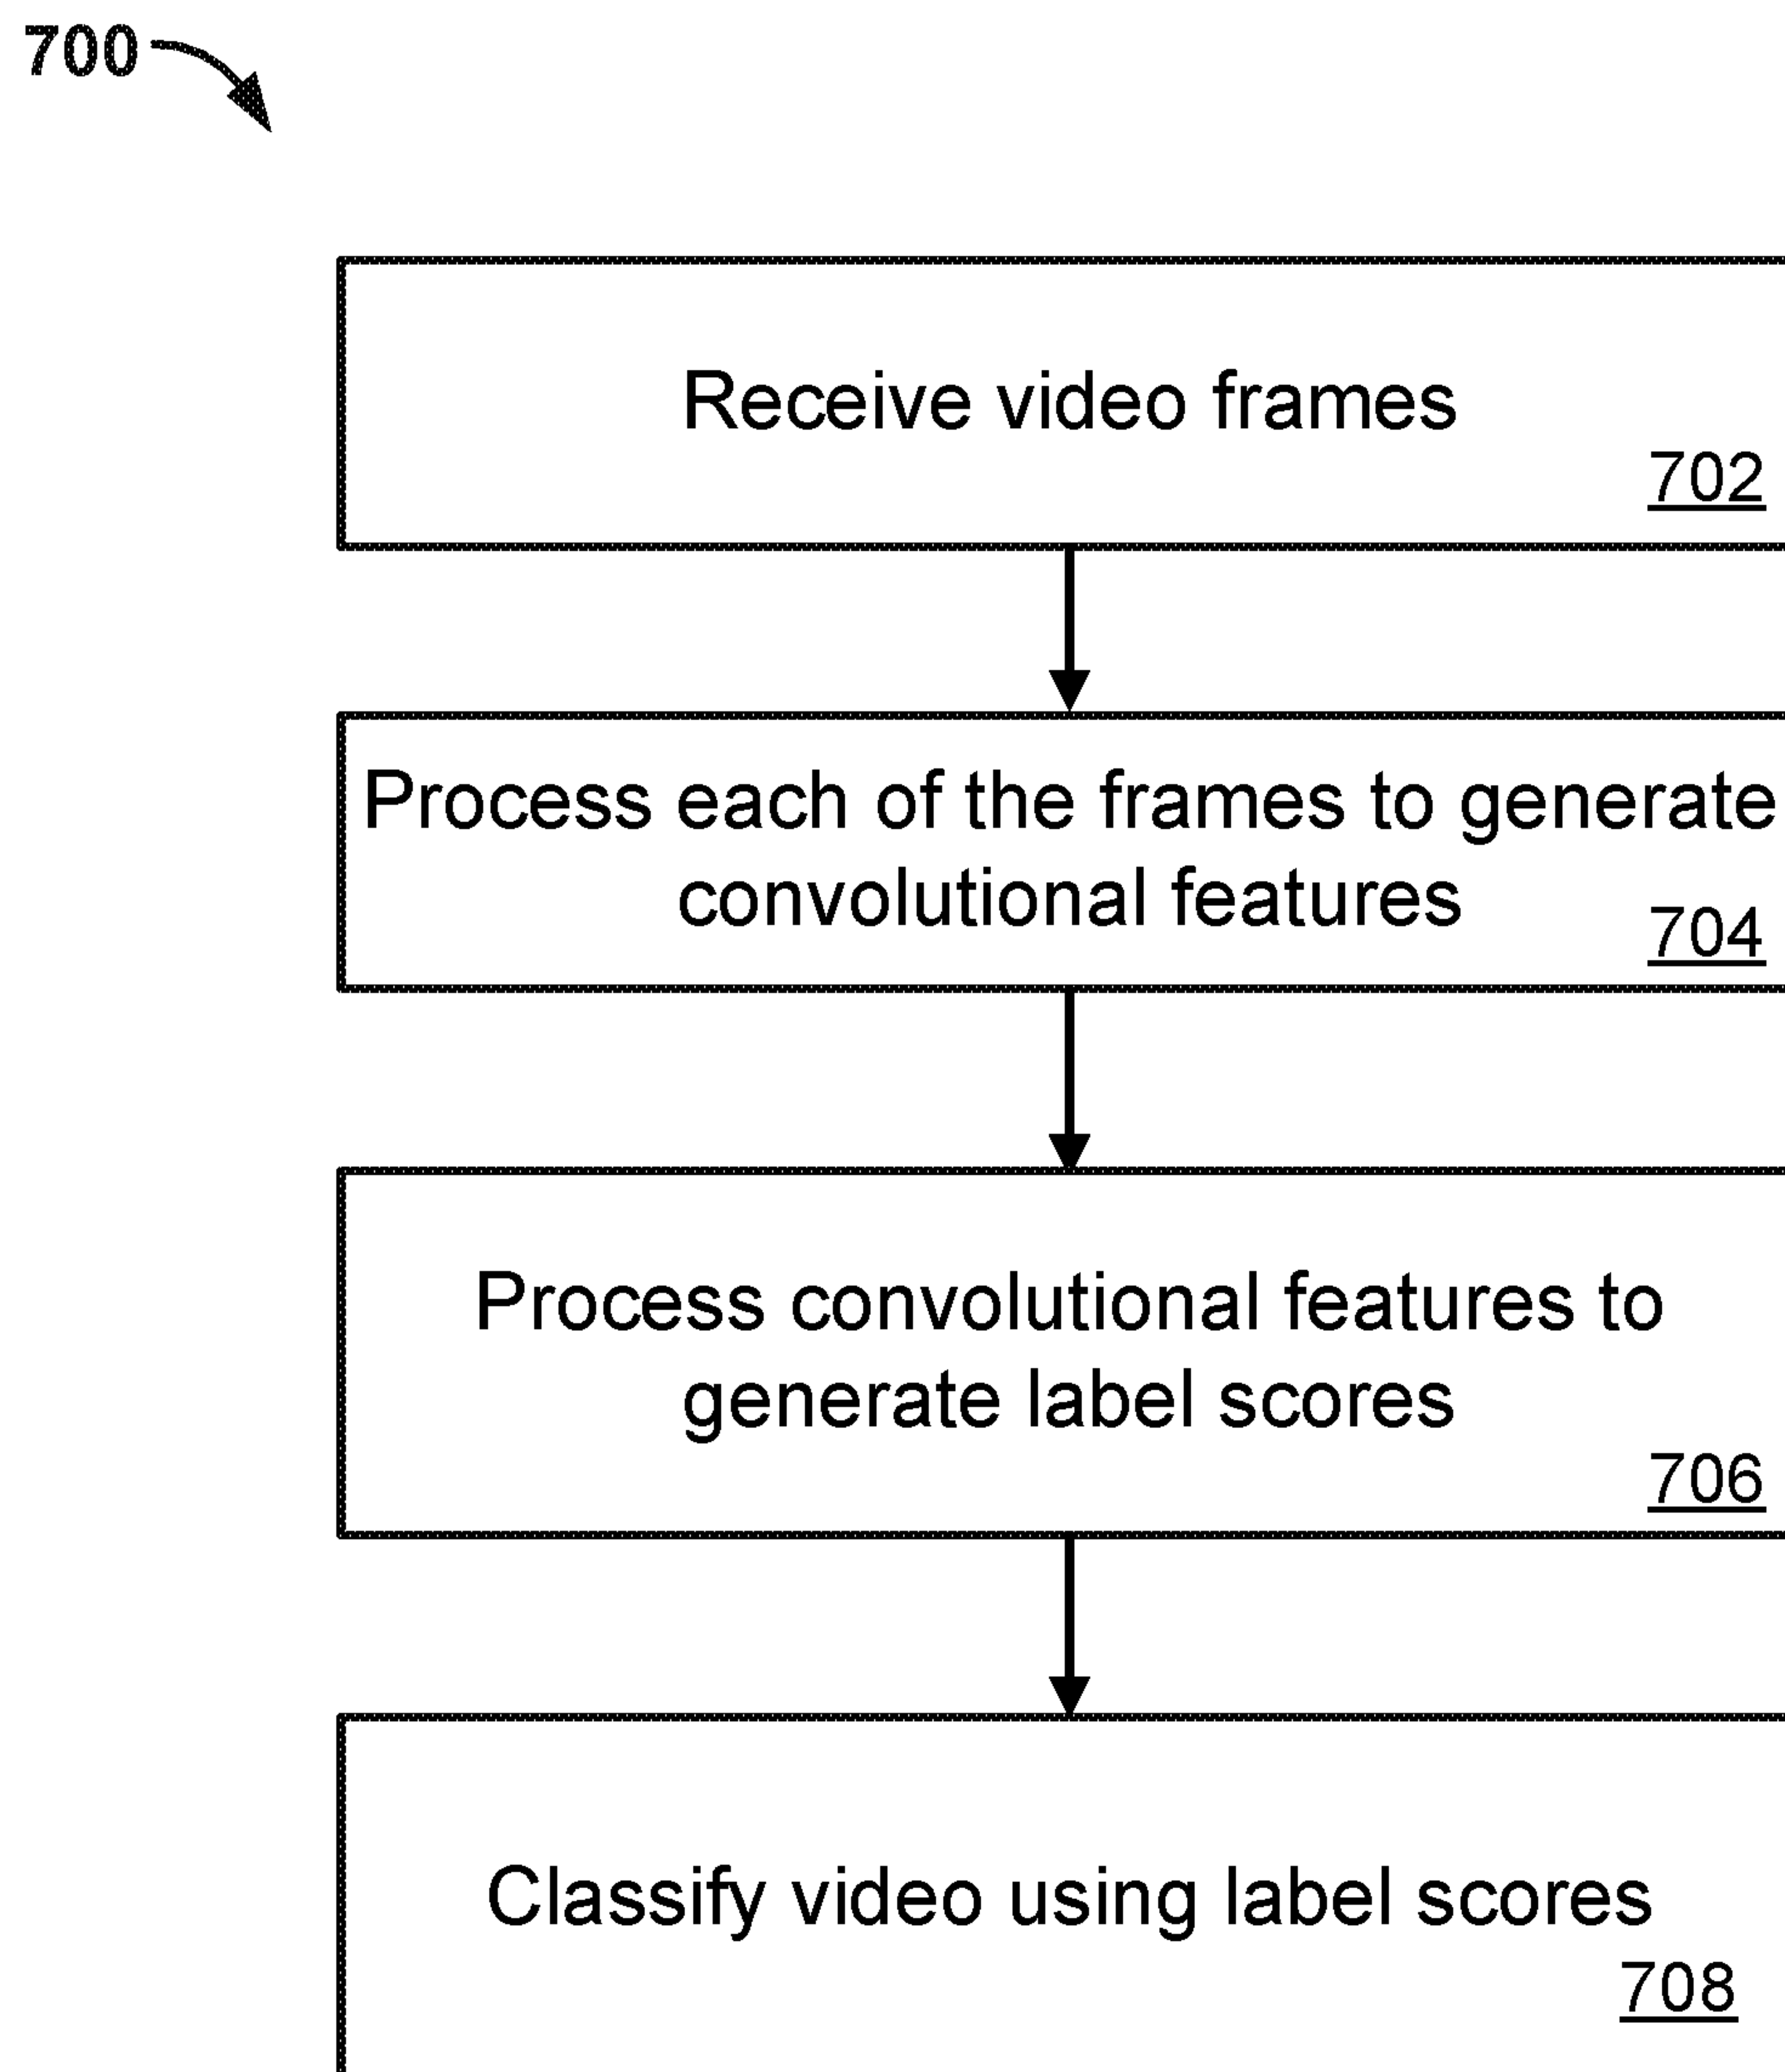 700
Receive video frames
702
Process each of the frames to generate
convolutional features
704
Process convolutional features to
generate label scores
706
Classify video using label scores
708